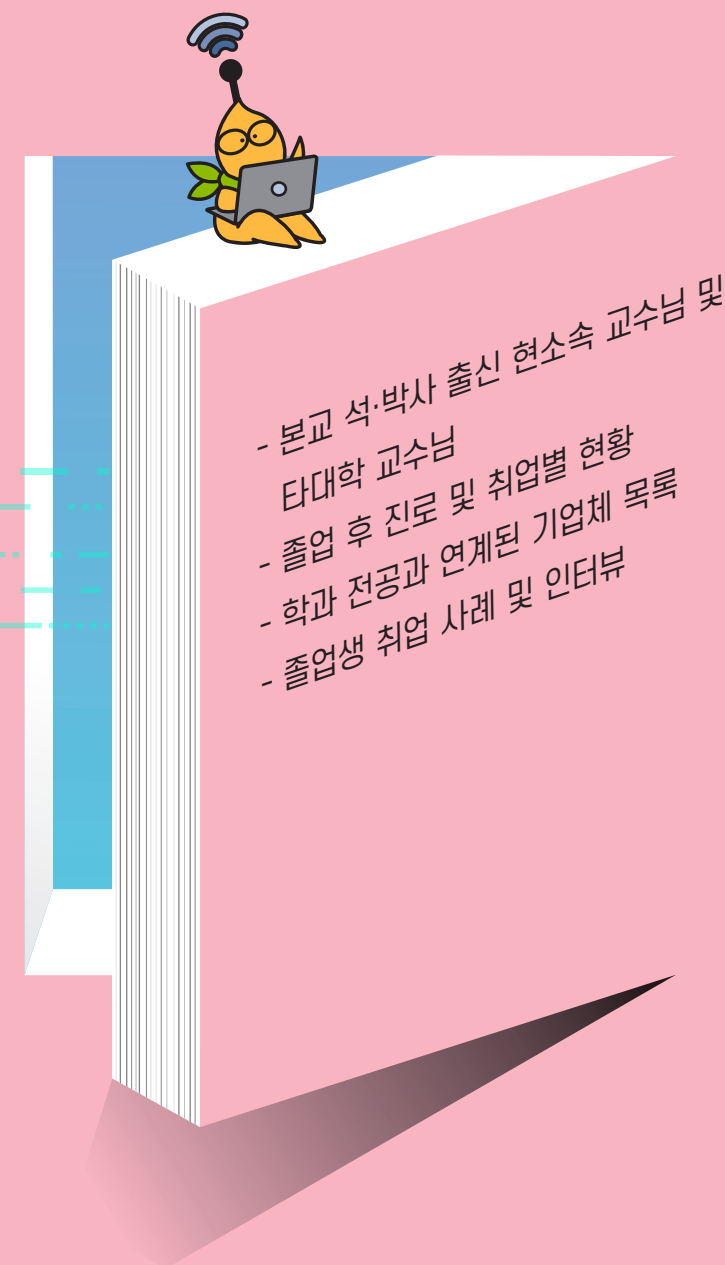 - 본교 석·박사 출신 현소속 교수님 및
타대학 교수님
- 졸업 후 진로 및 취업별 현황
- 학과 전공과 연계된 기업체 목록
- 졸업생 취업 사례 및 인터뷰